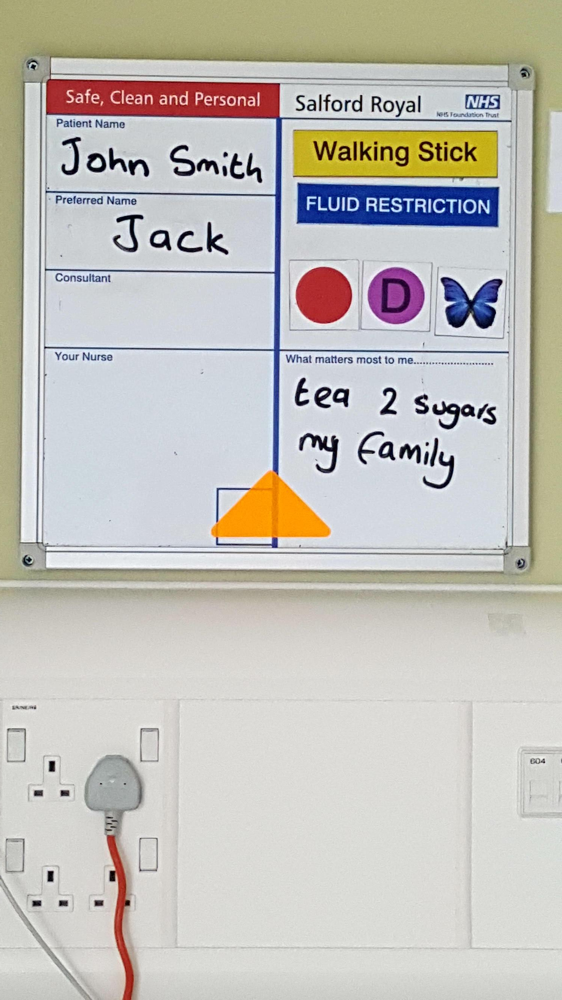 Safe, Clean and Personal
Salford Royal
NHS
NHS Foundation Trust
Patient Name
John Smith
Preferred Name
Jack
Consultant
Your Nurse
Walking Stick
FLUID RESTRICTION
D
What matters most to me..............................
tea 2 sugars
my family
604